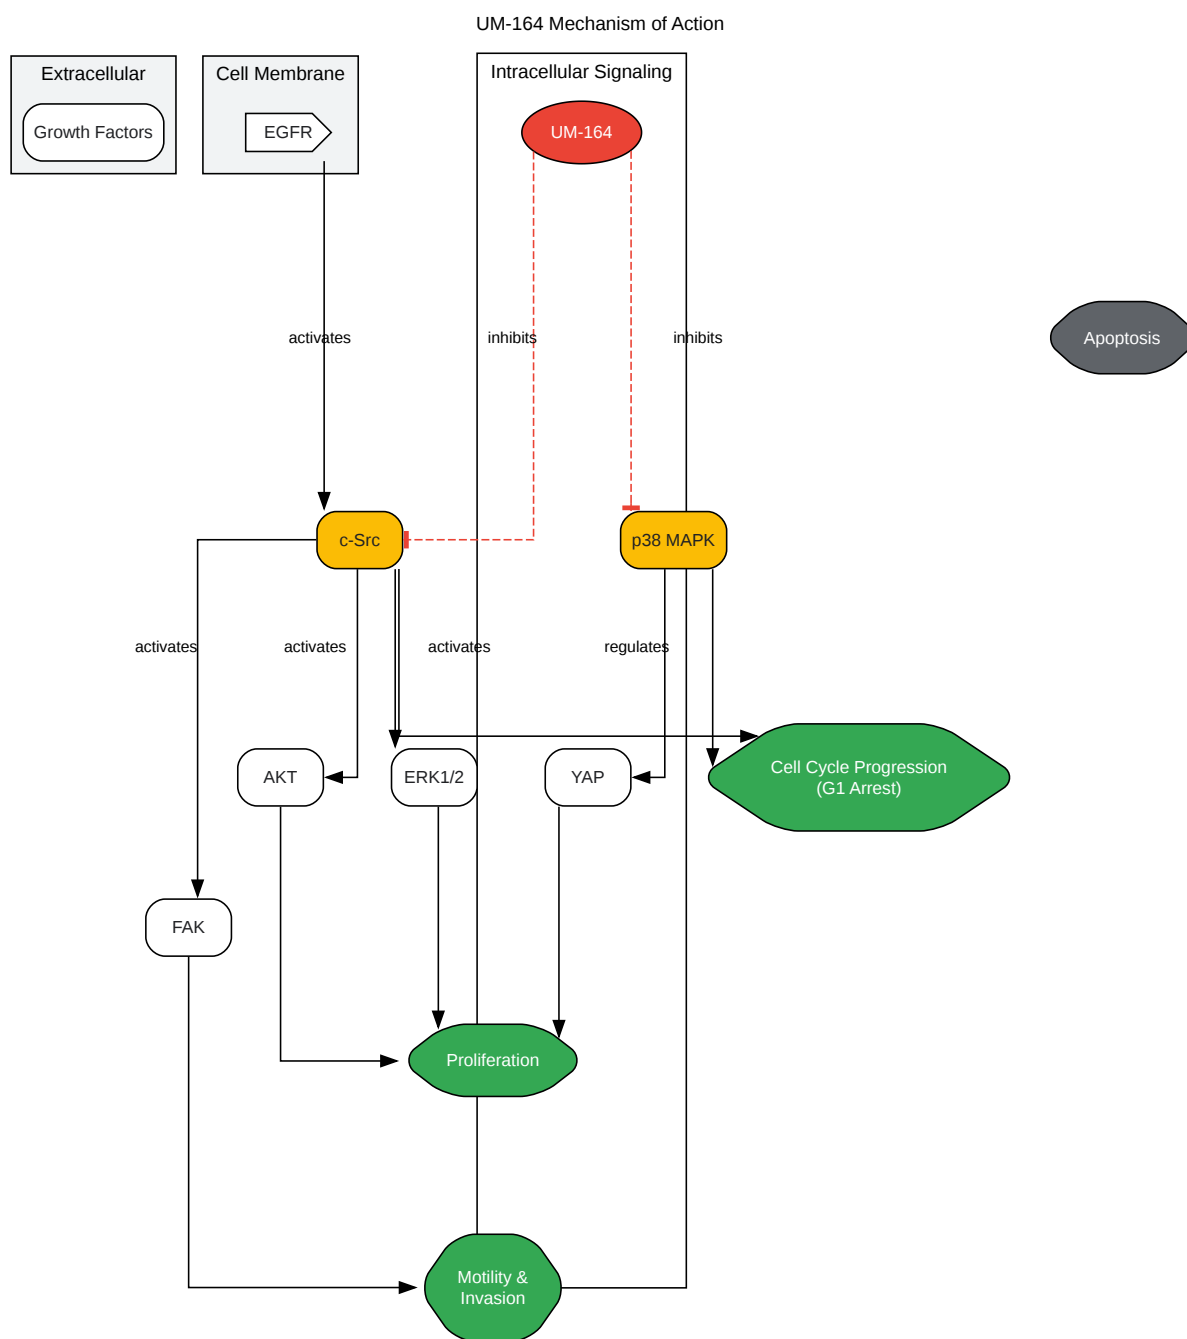 UM-164 Mechanism of Action
Extracellular
Cell Membrane
Intracellular Signaling
Growth Factors
EGFR
UM-164
activates
inhibits
inhibits
Apoptosis
c-Src
p38 MAPK
activates
activates
activates
regulates
AKT
ERK1/2
YAP
Cell Cycle Progression
(G1 Arrest)
FAK
Proliferation
Motility &
Invasion